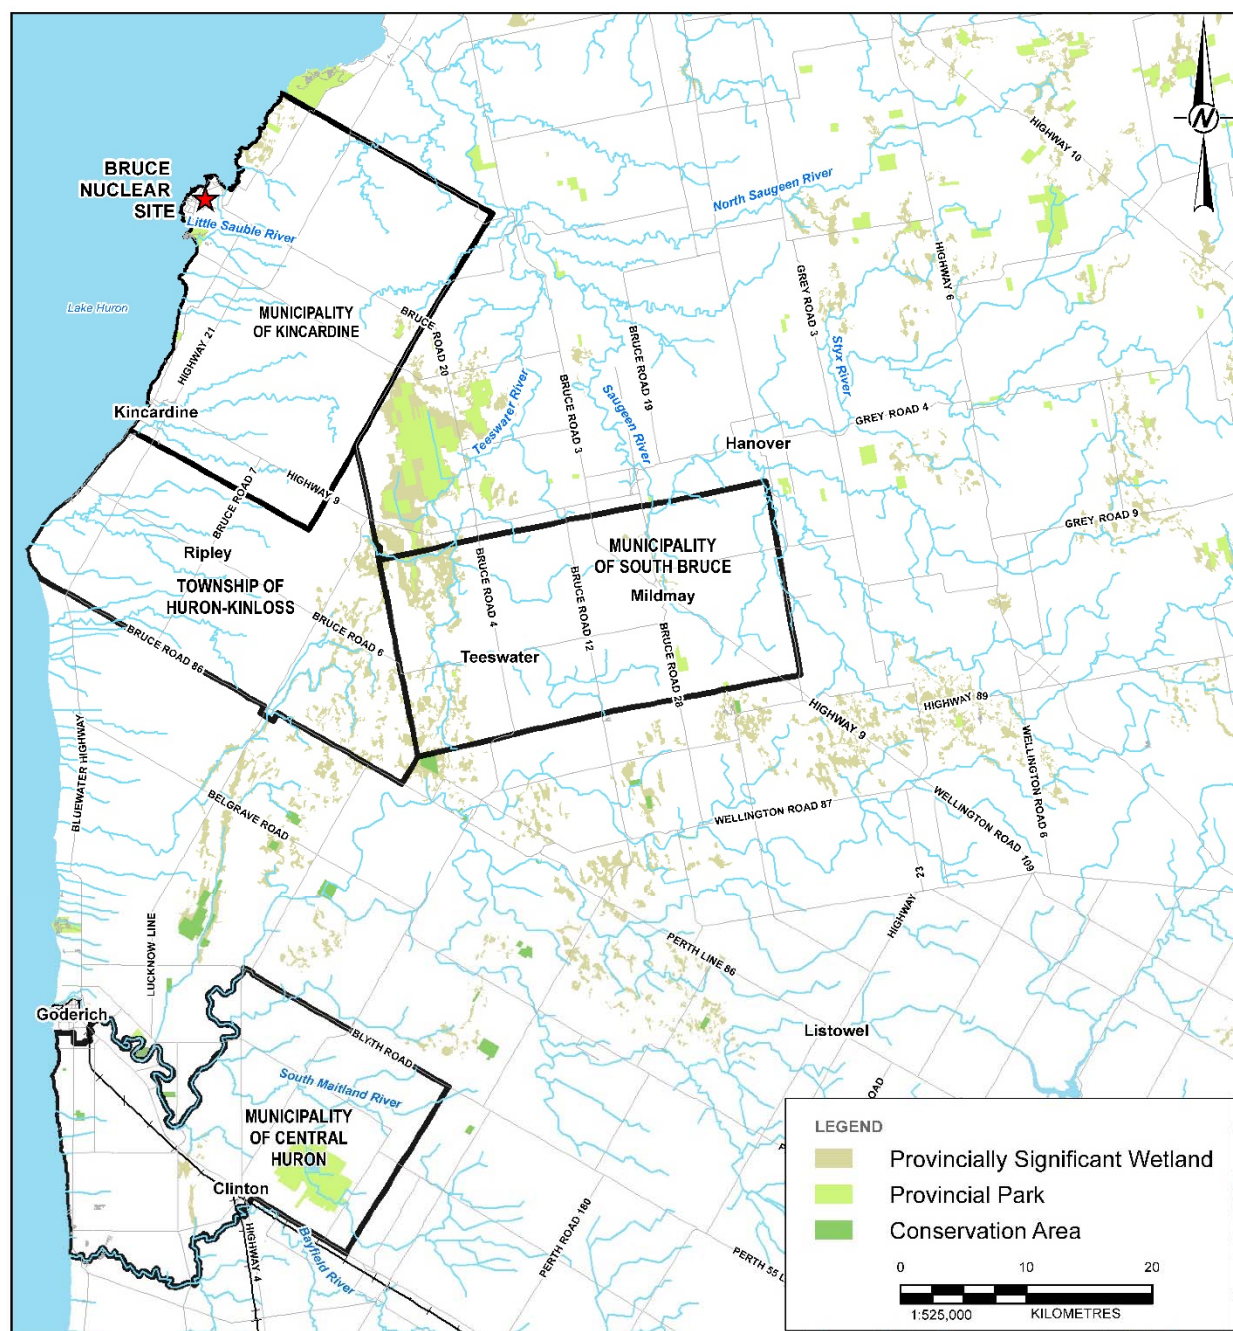 HIGHWAY 10
N
BRUCE
NUCLEAR
SITE
North Saugeen River
Little Sauble River
HIGHWAY 6
GREY ROAD 3
Lake Huron
MUNICIPALITY
OF KINCARDINE
BRUCE ROAD 20
HIGHWAY 21
BRUCE ROAD 19
Styx River
Teeswater River
BRUCE ROAD 3
Saugeen River
Kincardine
GREY ROAD 4
Hanover
BRUCE ROAD 7
HIGHWAY 9
GREY ROAD 9
Ripley
MUNICIPALITY
OF SOUTH BRUCE
TOWNSHIP OF
HURON-KINLOSS
BRUCE ROAD 4
BRUCE ROAD 12
Mildmay
BRUCE ROAD 6
BRUCE ROAD 86
Teeswater
BRUCE ROAD 28
HIGHWAY 9
HIGHWAY 89
BLUEWATER HIGHWAY
WELLINGTON ROAD 6
BELGRAVE ROAD
WELLINGTON ROAD 87
WELLINGTON ROAD 109
HIGHWAY 23
LUCKNOW LINE
PERTH LINE 86
Goderich
Listowel
BLYTH ROAD
South Maitland River
MUNICIPALITY
OF CENTRAL
HURON
Clinton
HIGHWAY 4
Bayfield River
PERTH ROAD 180
PERTH 55 L
ROAD
LEGEND
Provincially Significant Wetland
Provincial Park
Conservation Area
0 10 20
1:525,000 KILOMETRES